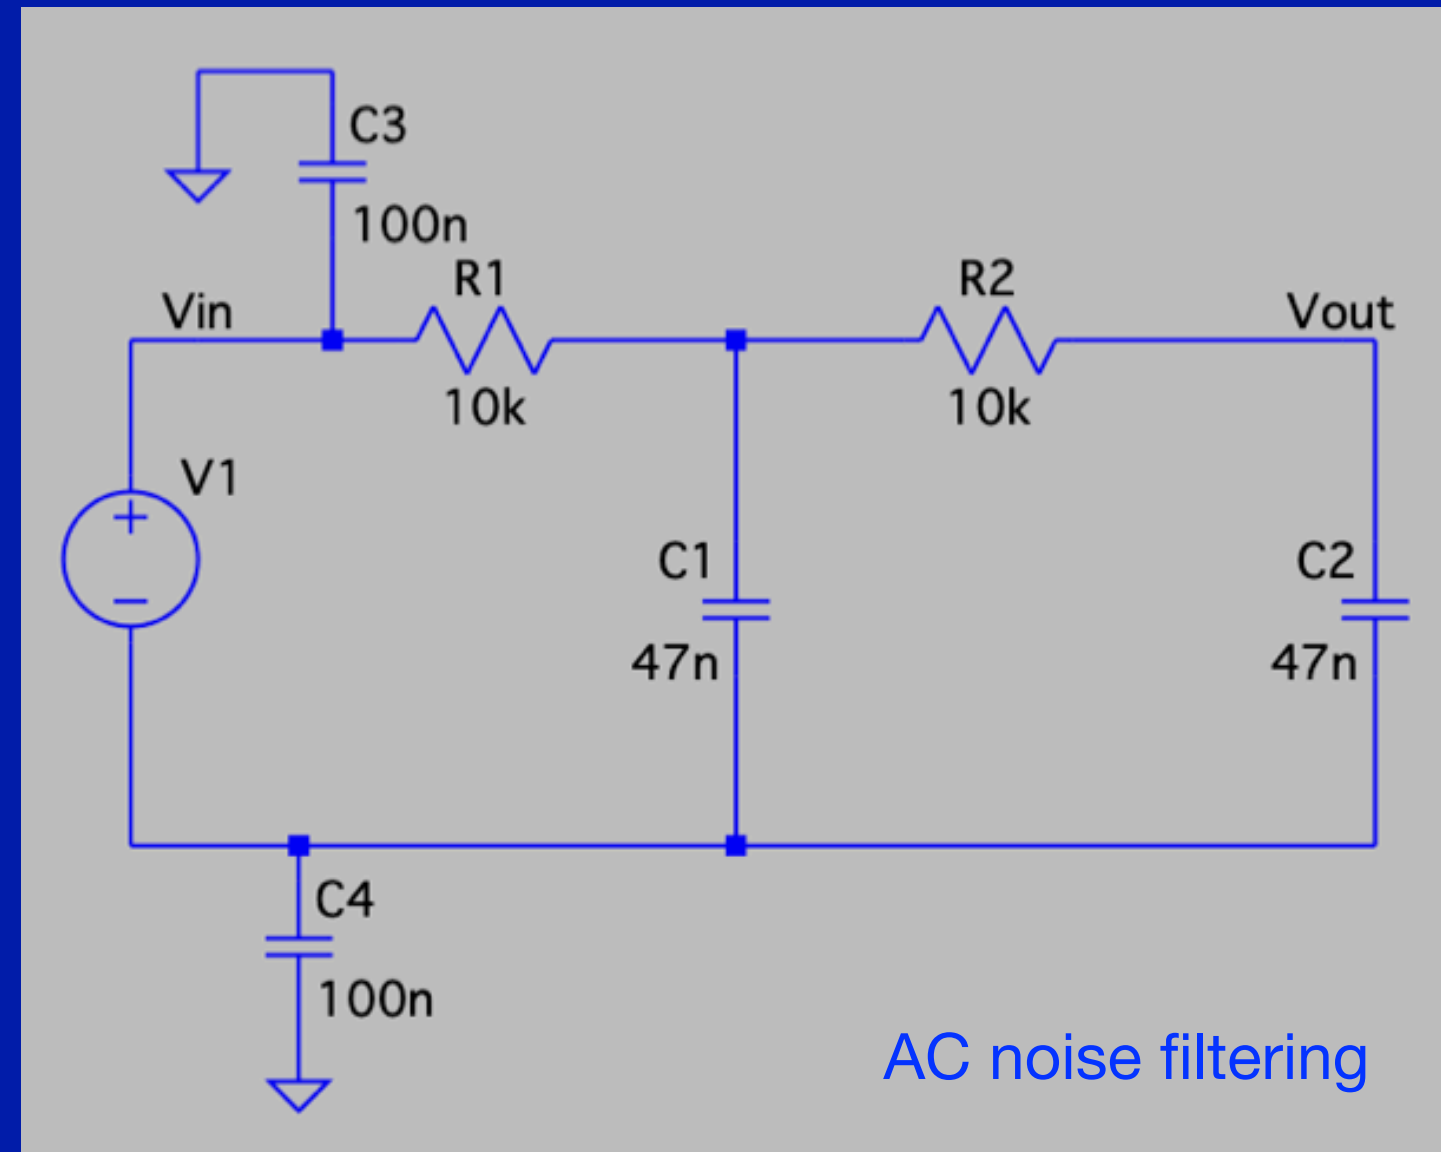 C3
100n
Vin
R1
10k
R2
10k
Vout
V1
+
−
C1
47n
C2
47n
C4
100n
AC noise filtering